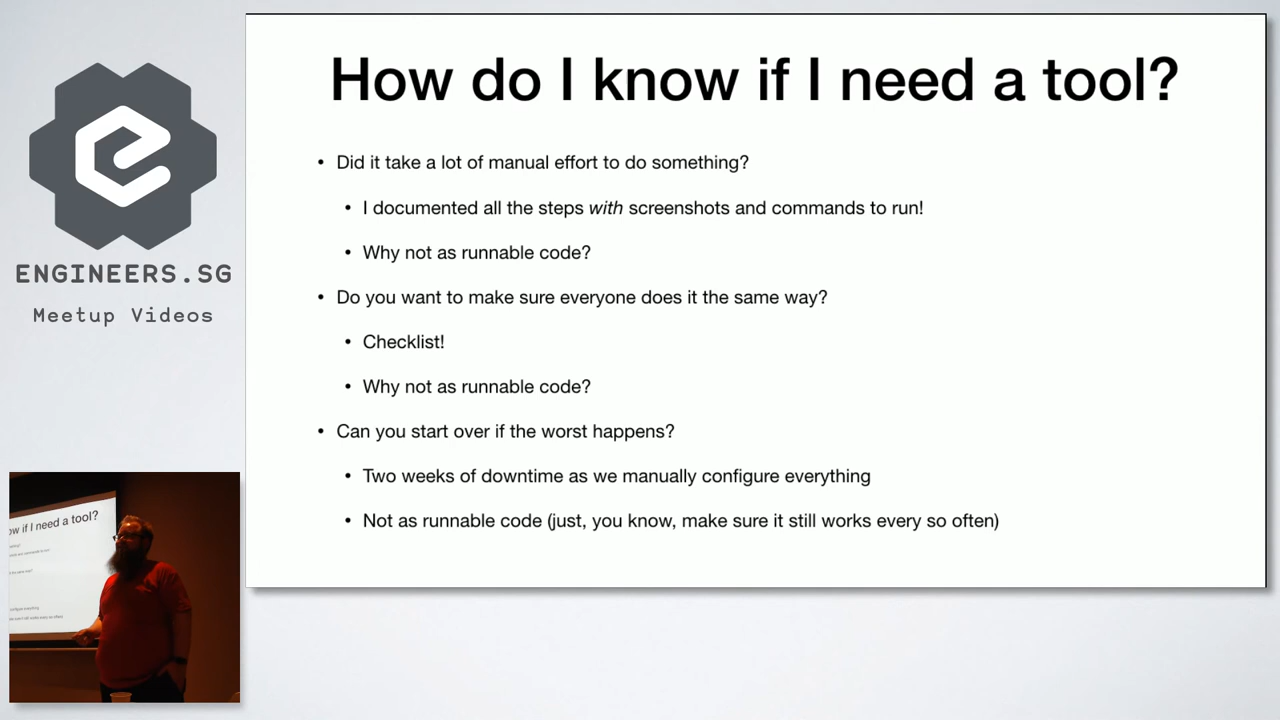 How do I know if I need a tool?
• Did it take a lot of manual effort to do something?
• I documented all the steps with screenshots and commands to run!
• Why not as runnable code?
• Do you want to make sure everyone does it the same way?
• Checklist!
• Why not as runnable code?
• Can you start over if the worst happens?
• Two weeks of downtime as we manually configure everything
• Not as runnable code (just, you know, make sure it still works every so often)
ENGINEERS.SG
Meetup Videos
ow if I need a tool?